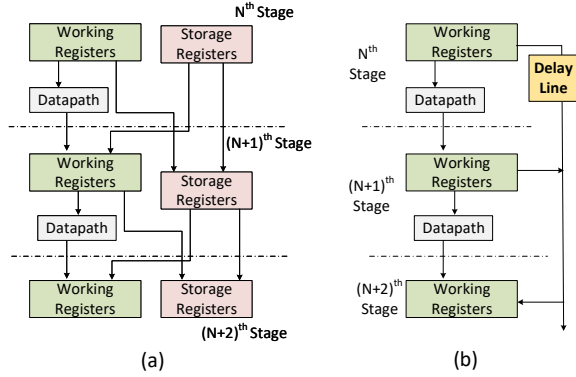 N^th Stage
Working
Registers
Storage
Registers
Datapath
(N+1)^th Stage
Working
Registers
Storage
Registers
Datapath
Working
Registers
Storage
Registers
(N+2)^th Stage
(a)
Working
Registers
N^th
Stage
Delay
Line
Datapath
Working
Registers
(N+1)^th
Stage
Datapath
Working
Registers
(N+2)^th
Stage
(b)